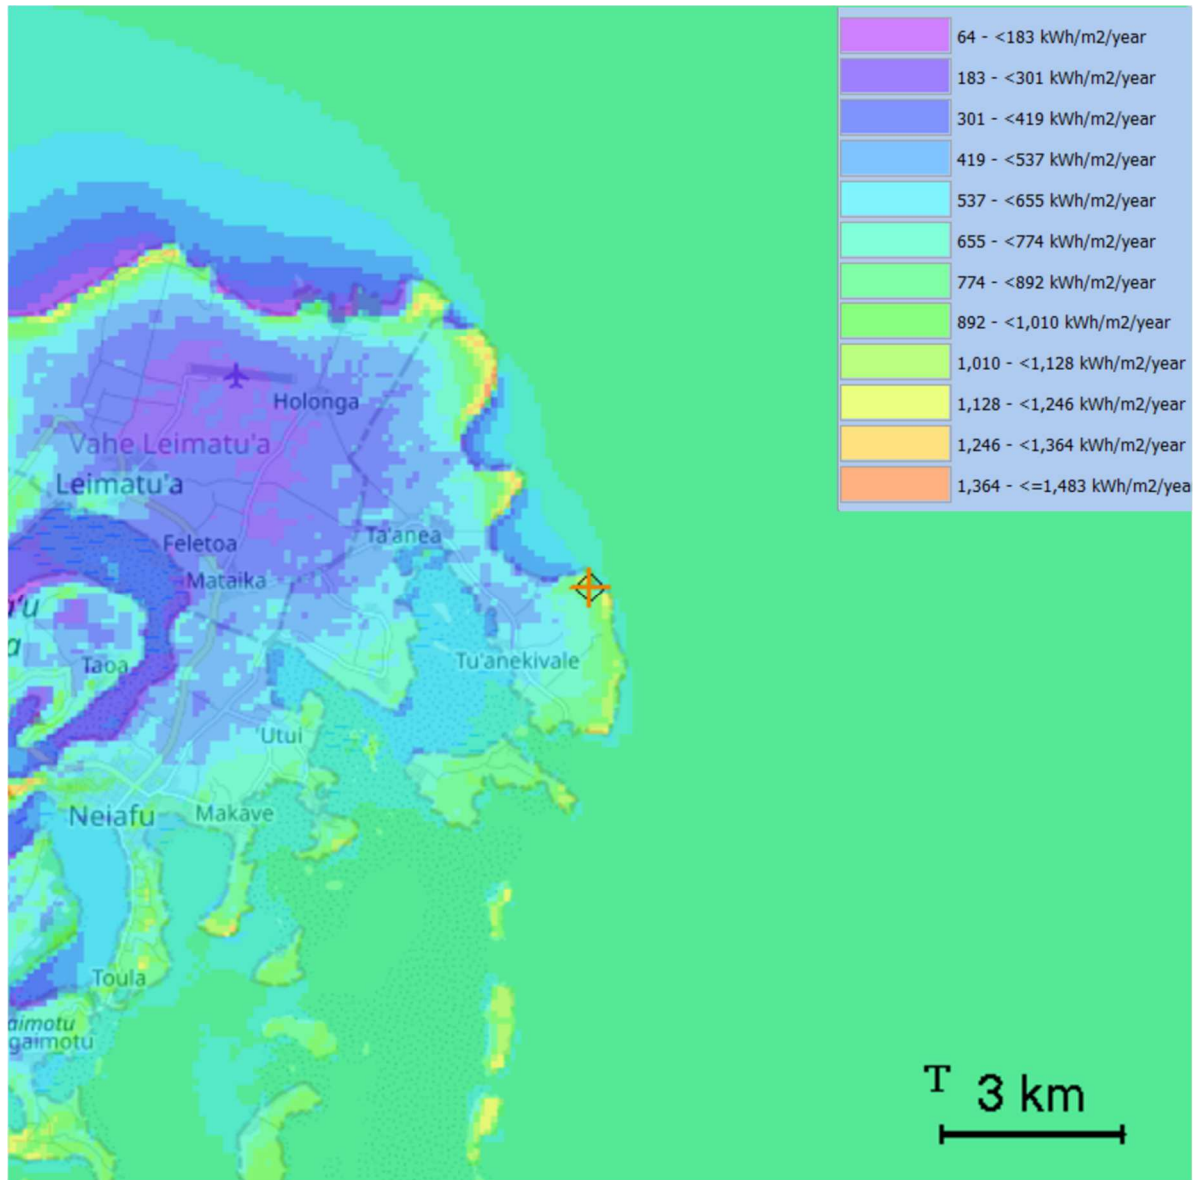 64 - <183 kWh/m2/year
183 - <301 kWh/m2/year
301 - <419 kWh/m2/year
419 - <537 kWh/m2/year
537 - <655 kWh/m2/year
655 - <774 kWh/m2/year
774 - <892 kWh/m2/year
892 - <1,010 kWh/m2/year
1,010 - <1,128 kWh/m2/year
1,128 - <1,246 kWh/m2/year
1,246 - <1,364 kWh/m2/year
1,364 - <=1,483 kWh/m2/yea
Holonga
Vahe Leimatu'a
Leimatu'a
Ta'anea
Feletoa
Mataika
a'u
a
Taoa
Tu'anekivale
'Utui
Neiafu
Makave
Toula
aimotu
gaimotu
T 3 km